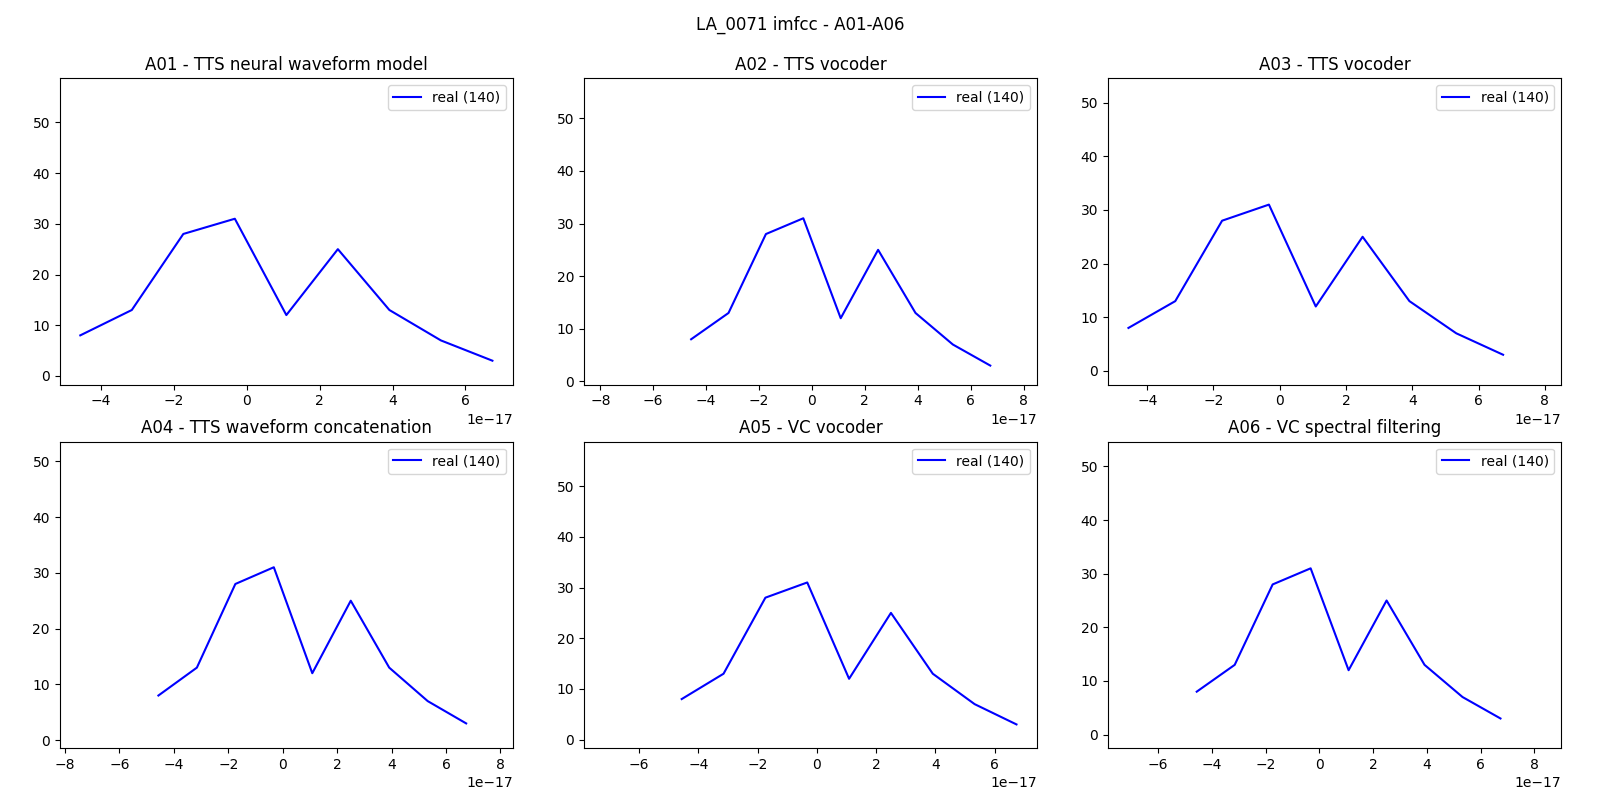 LA_0071 imfcc - A01-A06
A01 - TTS neural waveform model
real (140)
50
40
30
20
10
0
−4 −2 0 2 4 6
1e−17
A02 - TTS vocoder
real (140)
50
40
30
20
10
0
−8 −6 −4 −2 0 2 4 6 8
1e−17
A03 - TTS vocoder
real (140)
50
40
30
20
10
0
−4 −2 0 2 4 6 8
1e−17
A04 - TTS waveform concatenation
real (140)
50
40
30
20
10
0
−8 −6 −4 −2 0 2 4 6 8
1e−17
A05 - VC vocoder
real (140)
50
40
30
20
10
0
−6 −4 −2 0 2 4 6
1e−17
A06 - VC spectral filtering
real (140)
50
40
30
20
10
0
−6 −4 −2 0 2 4 6 8
1e−17